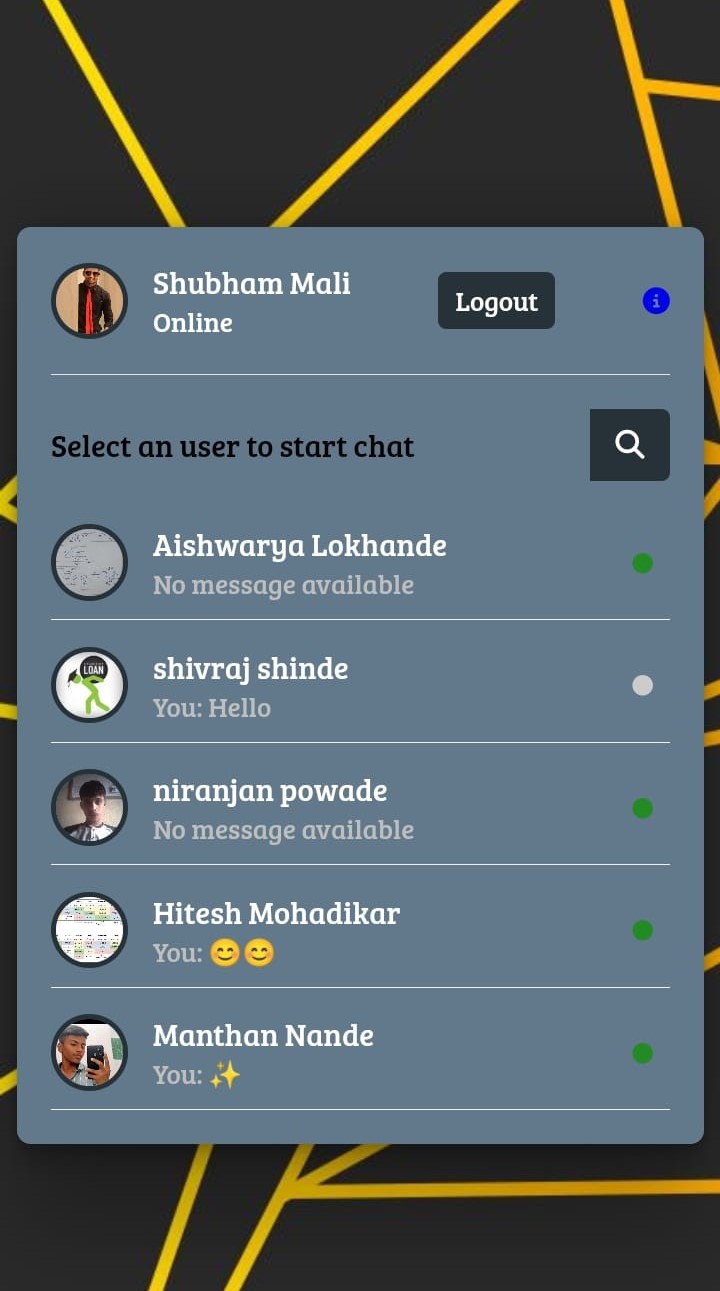 Shubham Mali
Online
Logout
Select an user to start chat
Aishwarya Lokhande
No message available
shivraj shinde
LOAN
You: Hello
niranjan powade
No message available
Hitesh Mohadikar
You: 😊😊
Manthan Nande
You: ✨